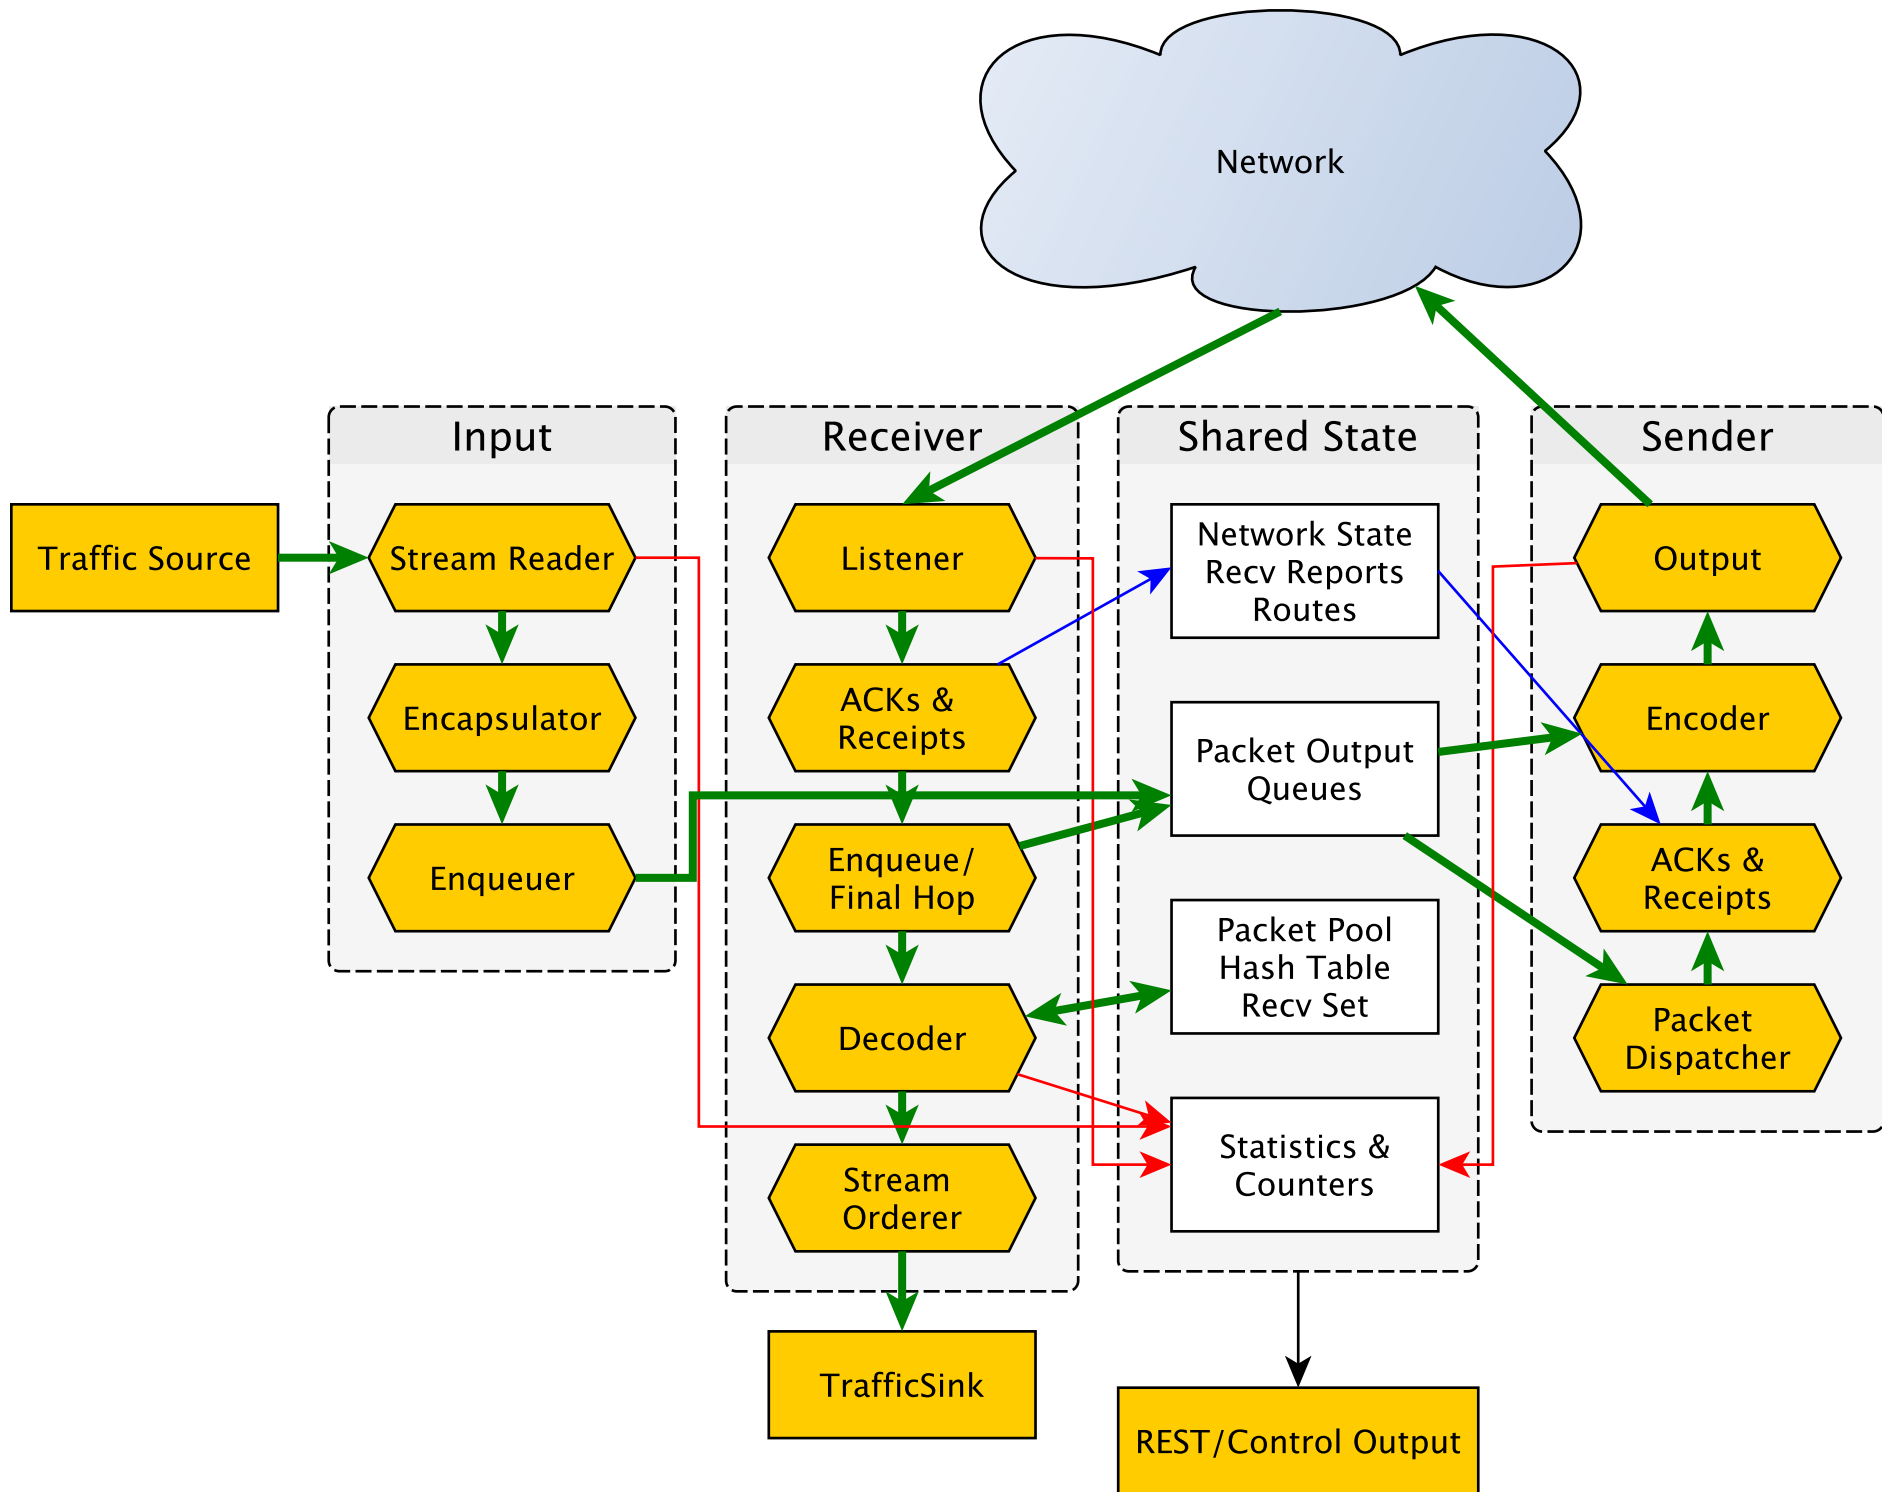 Network
Input
Receiver
Shared State
Sender
Traffic Source
Stream Reader
Encapsulator
Enqueuer
Listener
ACKs &
Receipts
Enqueue/
Final Hop
Decoder
Stream
Orderer
TrafficSink
Network State
Recv Reports
Routes
Packet Output
Queues
Packet Pool
Hash Table
Recv Set
Statistics &
Counters
REST/Control Output
Output
Encoder
ACKs &
Receipts
Packet
Dispatcher